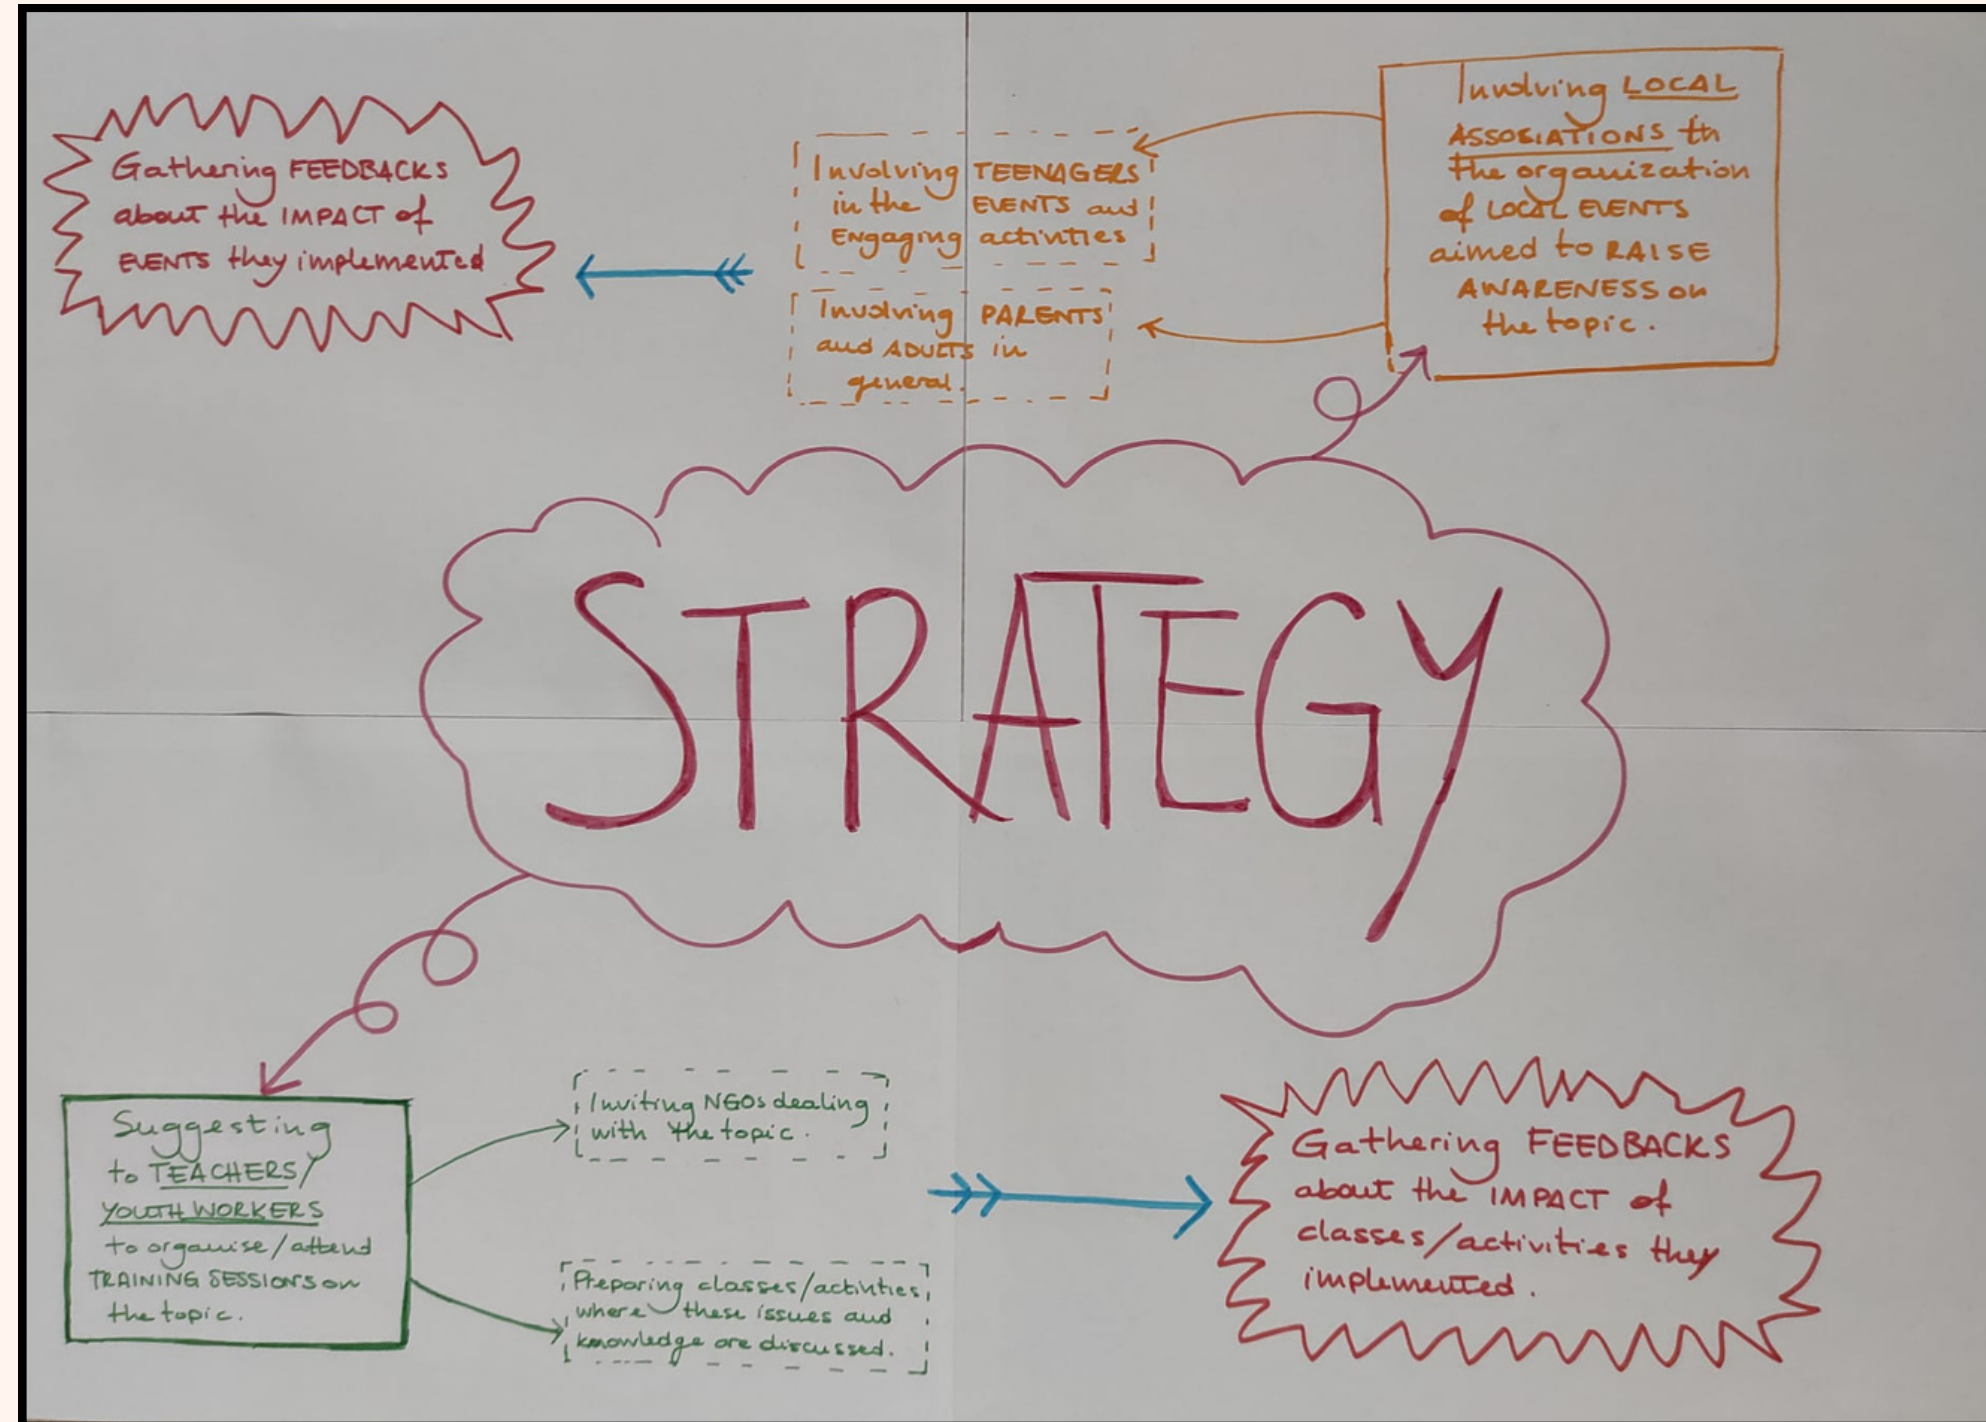 Gathering FEEDBACKS
about the IMPACT of
EVENTS they implemented
Involving TEENAGERS
in the EVENTS and
Engaging activities
Involving PARENTS
and ADULTS in
general.
Involving LOCAL
ASSOCIATIONS in
the organization
of LOCAL EVENTS
aimed to RAISE
AWARENESS on
the topic.
STRATEGY
Suggesting
to TEACHERS/
YOUTH WORKERS
to organise/attend
TRAINING SESSIONS on
the topic.
Inviting NGOs dealing
with the topic.
Preparing classes/activities
where these issues and
knowledge are discussed.
Gathering FEEDBACKS
about the IMPACT of
classes/activities they
implemented.